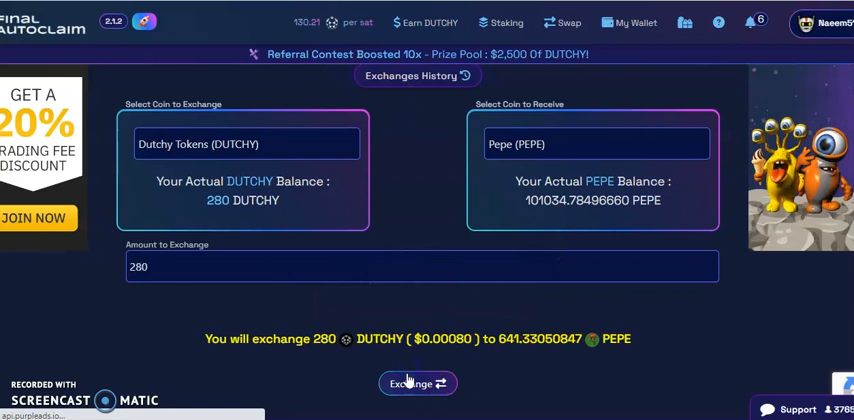 FINAL
AUTOCLAIM
2.1.2
130.21 per sat
$ Earn DUTCHY
Staking
Swap
My Wallet
6
Naeem5
Referral Contest Boosted 10x - Prize Pool : $2,500 Of DUTCHY!
Exchanges History
GET A
20%
TRADING FEE
DISCOUNT
JOIN NOW
Select Coin to Exchange
Dutchy Tokens (DUTCHY)
Your Actual DUTCHY Balance :
280 DUTCHY
Select Coin to Receive
Pepe (PEPE)
Your Actual PEPE Balance :
101034.78496660 PEPE
Amount to Exchange
280
You will exchange 280 DUTCHY ( $0.00080 ) to 641.33050847 PEPE
Exchange
RECORDED WITH
SCREENCAST MATIC
api.purpleads.io...
Support
3765